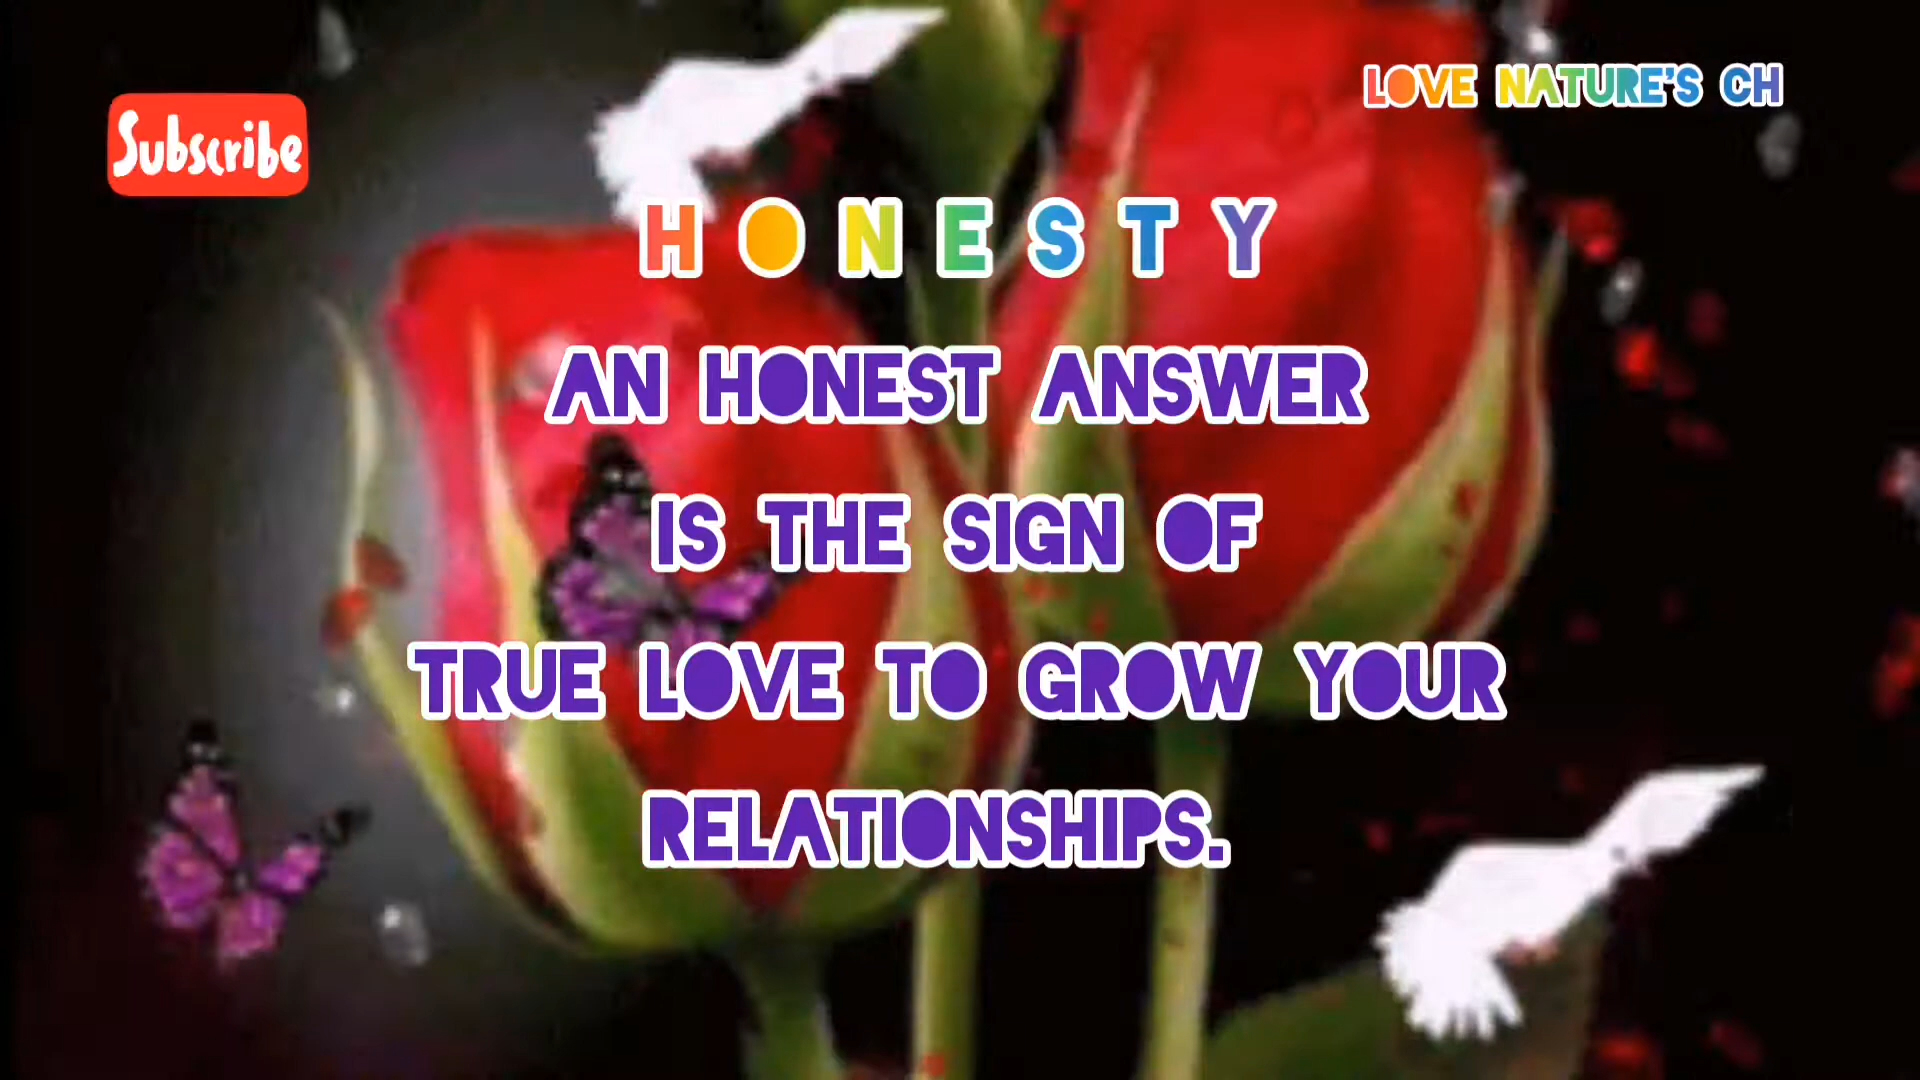 Subscribe
LOVE NATURE'S CH
HONESTY
AN HONEST ANSWER
IS THE SIGN OF
TRUE LOVE TO GROW YOUR
RELATIONSHIPS.